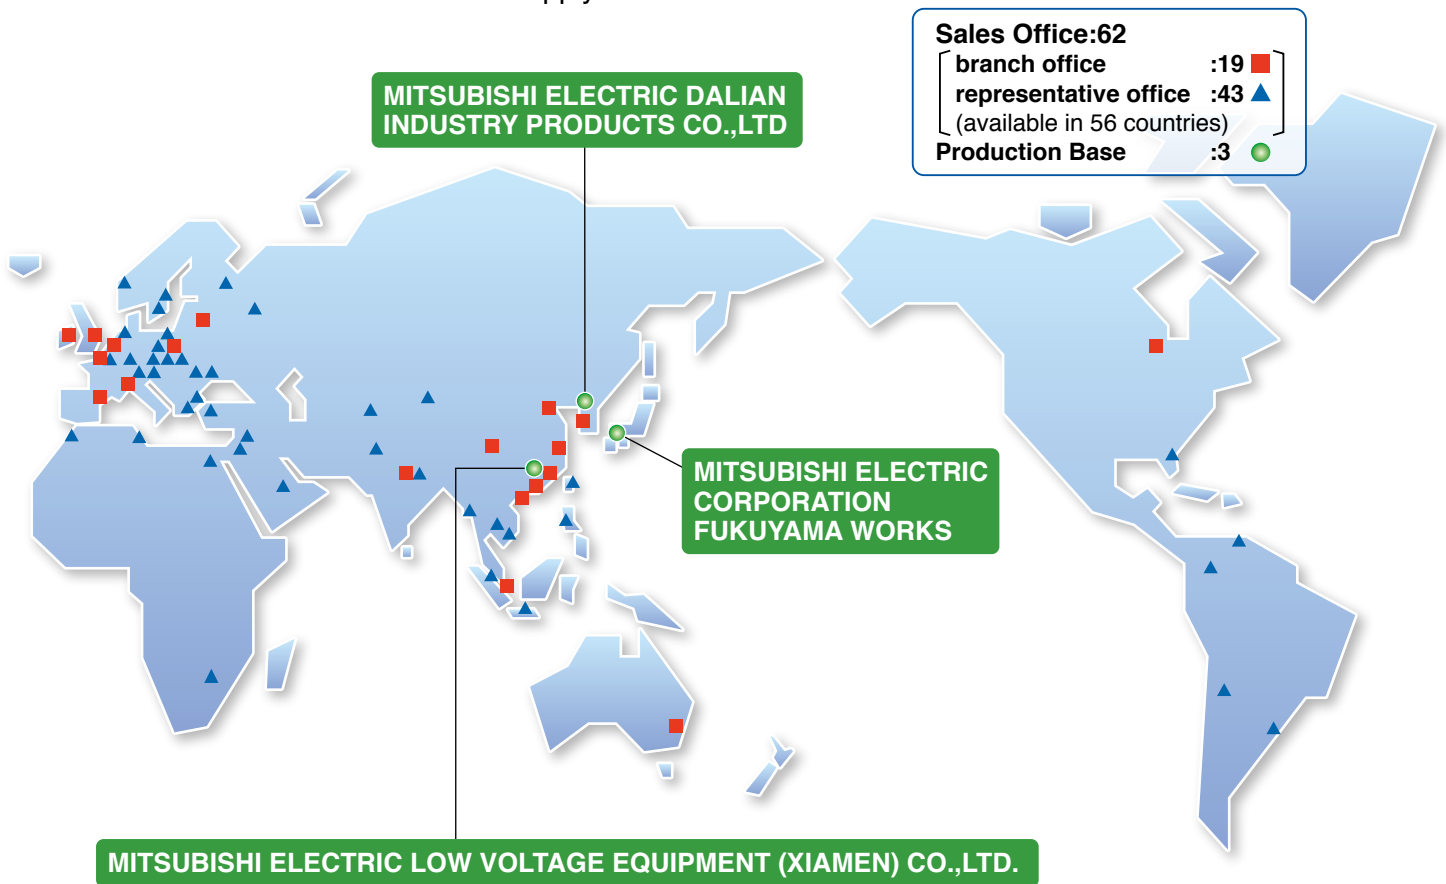 Sales Office:62
branch office :19
representative office :43
(available in 56 countries)
Production Base :3
MITSUBISHI ELECTRIC DALIAN
INDUSTRY PRODUCTS CO.,LTD
MITSUBISHI ELECTRIC
CORPORATION
FUKUYAMA WORKS
MITSUBISHI ELECTRIC LOW VOLTAGE EQUIPMENT (XIAMEN) CO.,LTD.